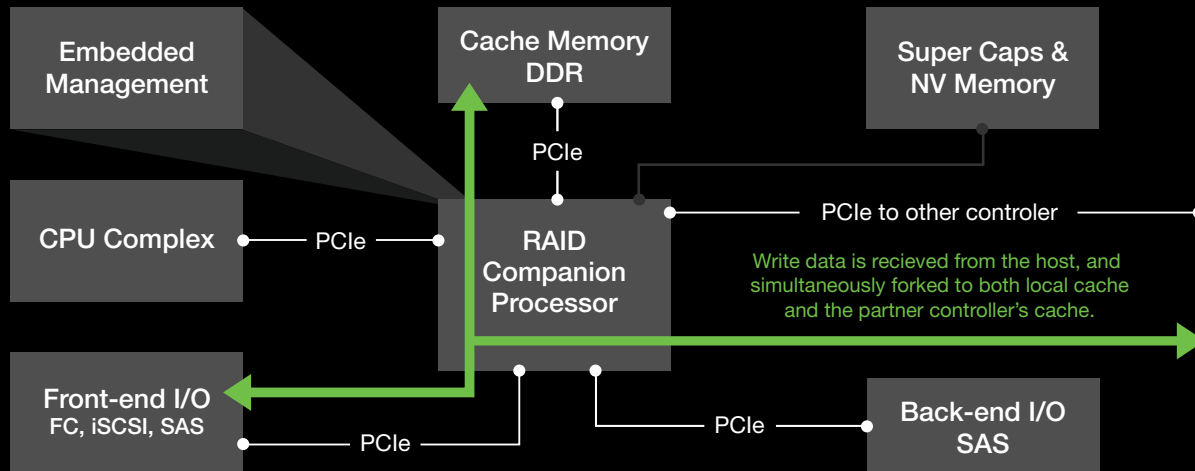 Embedded
Management
Cache Memory
DDR
Super Caps &
NV Memory
PCIe
CPU Complex
PCIe
RAID
Companion
Processor
PCIe to other controler
Write data is recieved from the host, and
simultaneously forked to both local cache
and the partner controller's cache.
Front-end I/O
FC, iSCSI, SAS
PCIe
PCIe
Back-end I/O
SAS